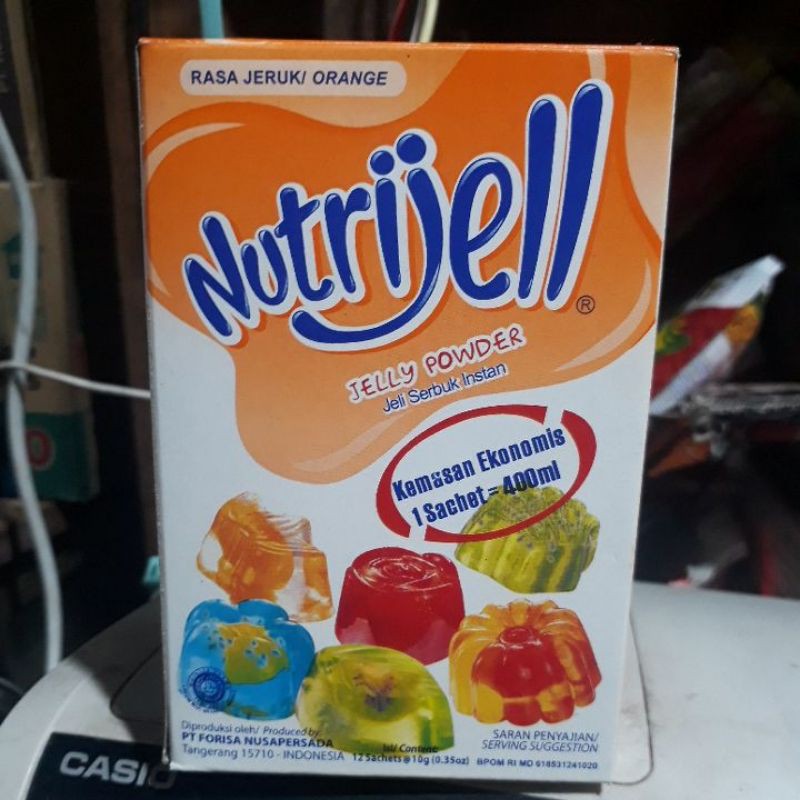 RASA JERUK/ ORANGE
Nutrijell ®
JELLY POWDER
Jeli Serbuk Instan
Kemasan Ekonomis
1 Sachet = 400ml
Diproduksi oleh/ Produced by:
PT FORISA NUSAPERSADA
Tangerang 15710 - INDONESIA
Isi/ Content:
12 Sachets @ 10g (0.35oz)
SARAN PENYAJIAN/
SERVING SUGGESTION
BPOM RI MD 618531241020
CASIO